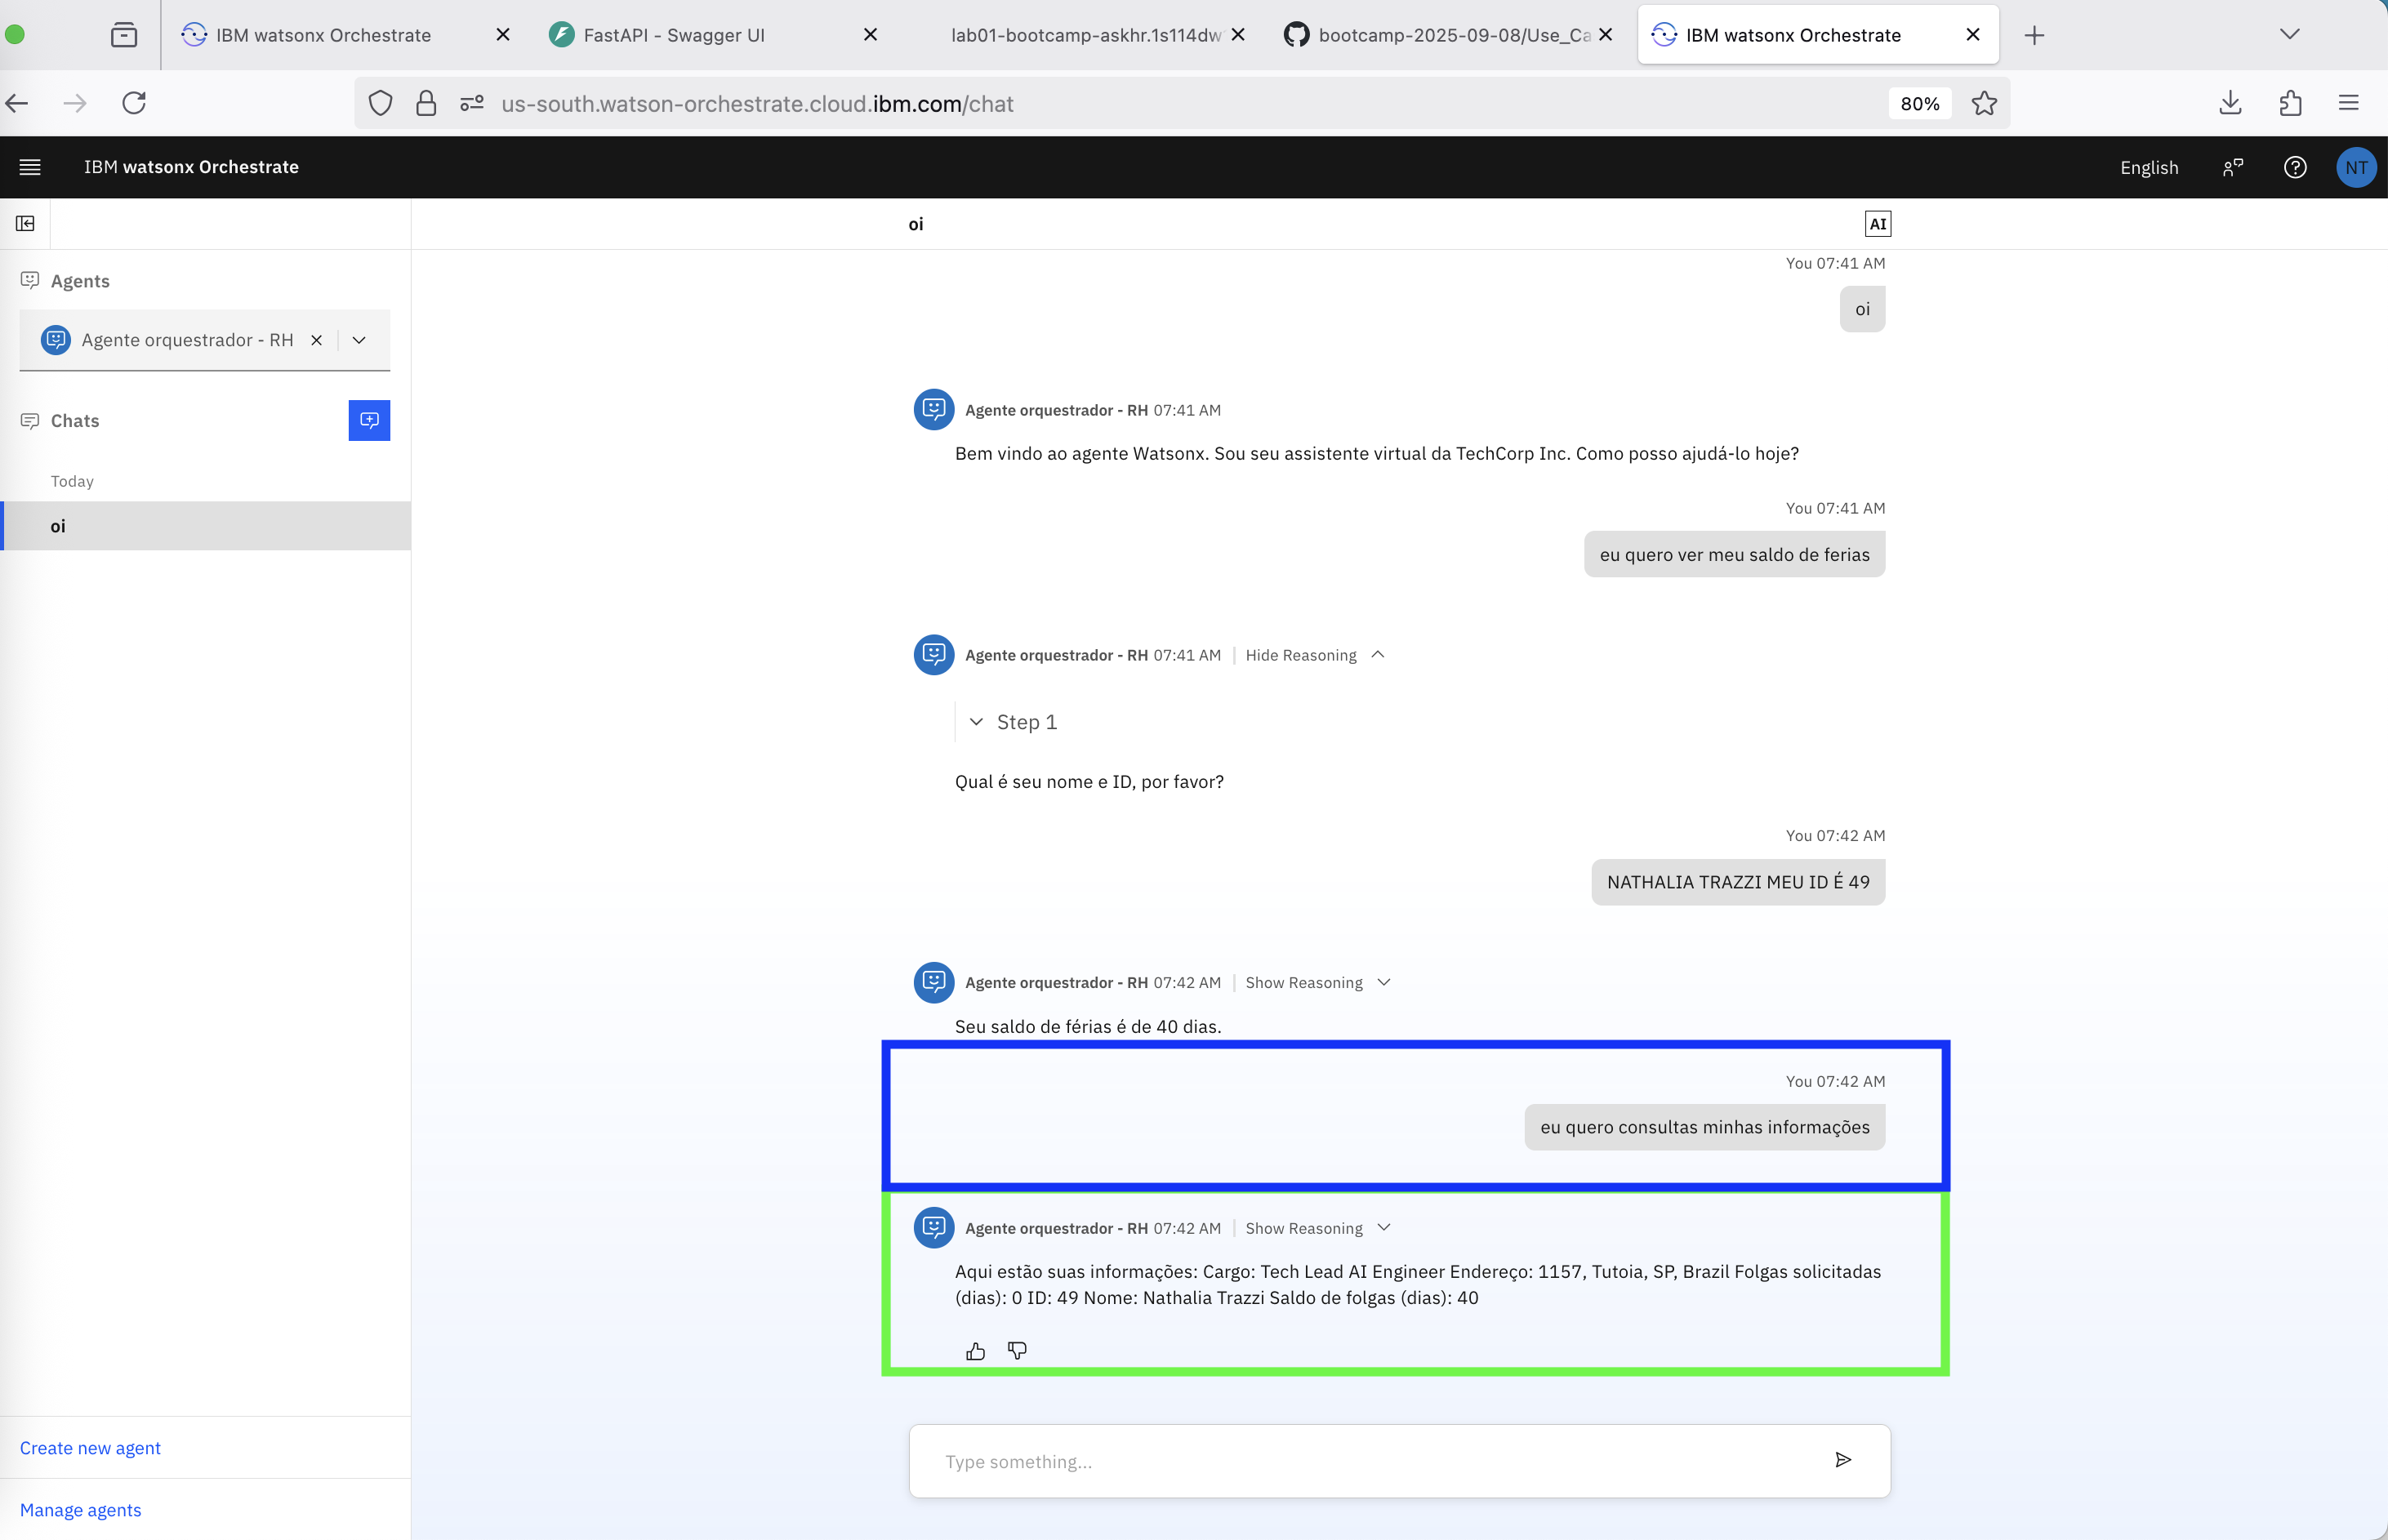 IBM watsonx Orchestrate
FastAPI - Swagger UI
lab01-bootcamp-askhr.1s114dw
bootcamp-2025-09-08/Use_Ca
IBM watsonx Orchestrate
us-south.watson-orchestrate.cloud.ibm.com/chat
80%
IBM watsonx Orchestrate
English
NT
oi
AI
Agents
Agente orquestrador - RH
Chats
Today
oi
Create new agent
Manage agents
You 07:41 AM
oi
Agente orquestrador - RH 07:41 AM
Bem vindo ao agente Watsonx. Sou seu assistente virtual da TechCorp Inc. Como posso ajudá-lo hoje?
You 07:41 AM
eu quero ver meu saldo de ferias
Agente orquestrador - RH 07:41 AM | Hide Reasoning
Step 1
Qual é seu nome e ID, por favor?
You 07:42 AM
NATHALIA TRAZZI MEU ID É 49
Agente orquestrador - RH 07:42 AM | Show Reasoning
Seu saldo de férias é de 40 dias.
You 07:42 AM
eu quero consultas minhas informações
Agente orquestrador - RH 07:42 AM | Show Reasoning
Aqui estão suas informações: Cargo: Tech Lead AI Engineer Endereço: 1157, Tutoia, SP, Brazil Folgas solicitadas
(dias): 0 ID: 49 Nome: Nathalia Trazzi Saldo de folgas (dias): 40
Type something...